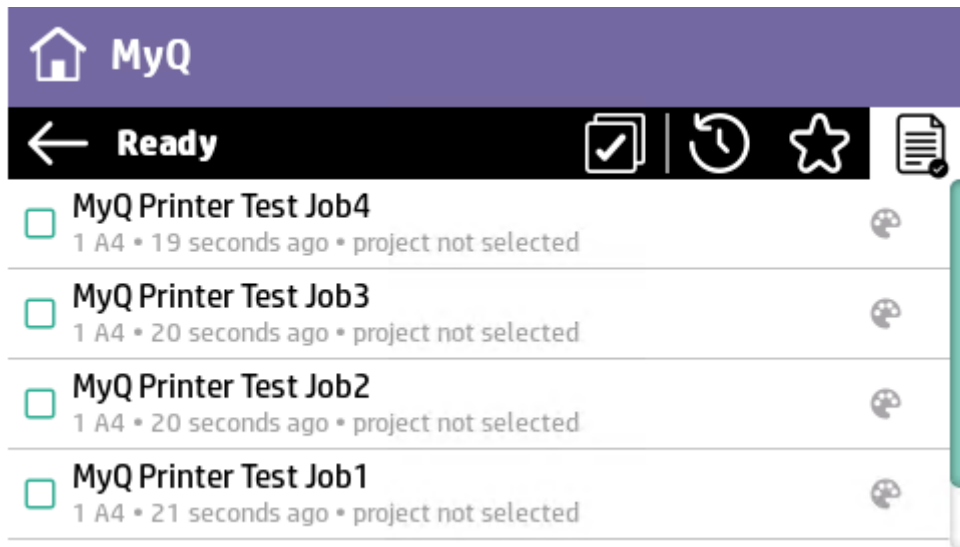 MyQ
Ready
MyQ Printer Test Job4
1 A4 • 19 seconds ago • project not selected
MyQ Printer Test Job3
1 A4 • 20 seconds ago • project not selected
MyQ Printer Test Job2
1 A4 • 20 seconds ago • project not selected
MyQ Printer Test Job1
1 A4 • 21 seconds ago • project not selected